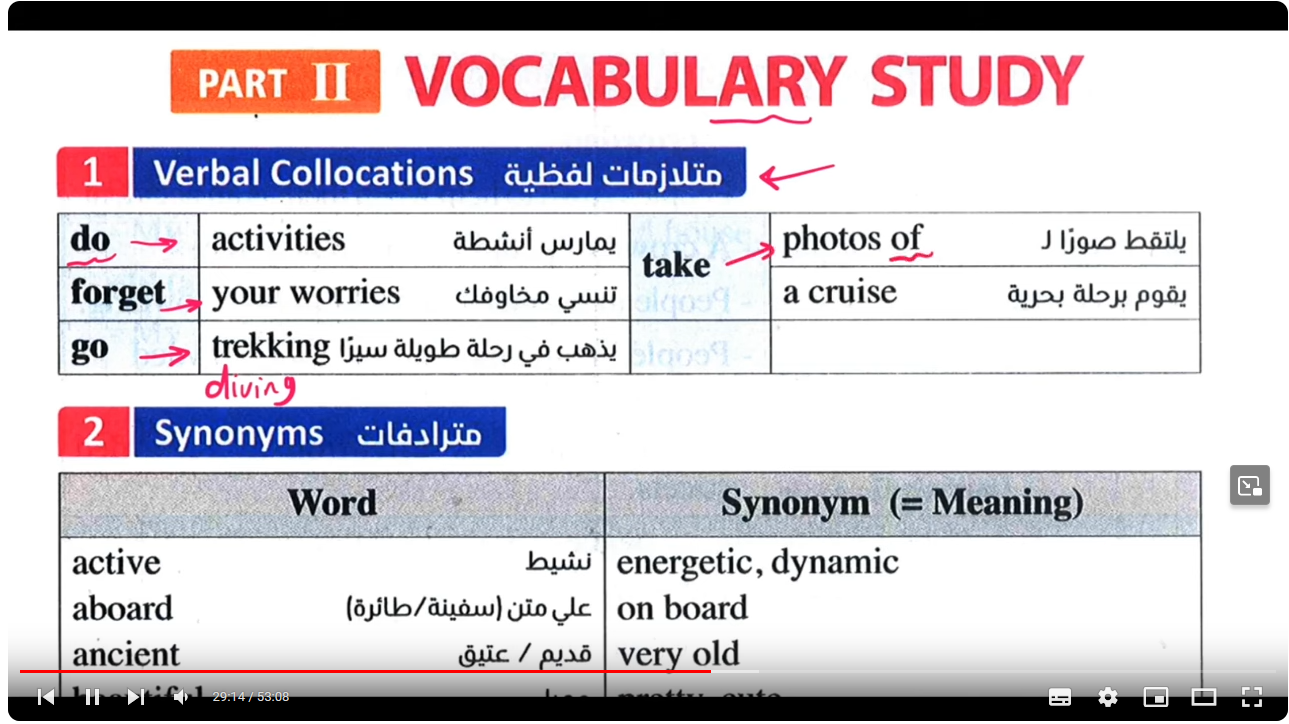 PART II VOCABULARY STUDY
1 Verbal Collocations متلازمات لفظية
do activities يمارس أنشطة take photos of يلتقط صورًا لـ
forget your worries تنسي مخاوفك a cruise يقوم برحلة بحرية
go trekking يذهب في رحلة طويلة سيرًا
diving
2 Synonyms مترادفات
Word Synonym (= Meaning)
active نشيط energetic, dynamic
aboard علي متن (سفينة/طائرة) on board
ancient قديم / عتيق very old
29:14 / 53:08